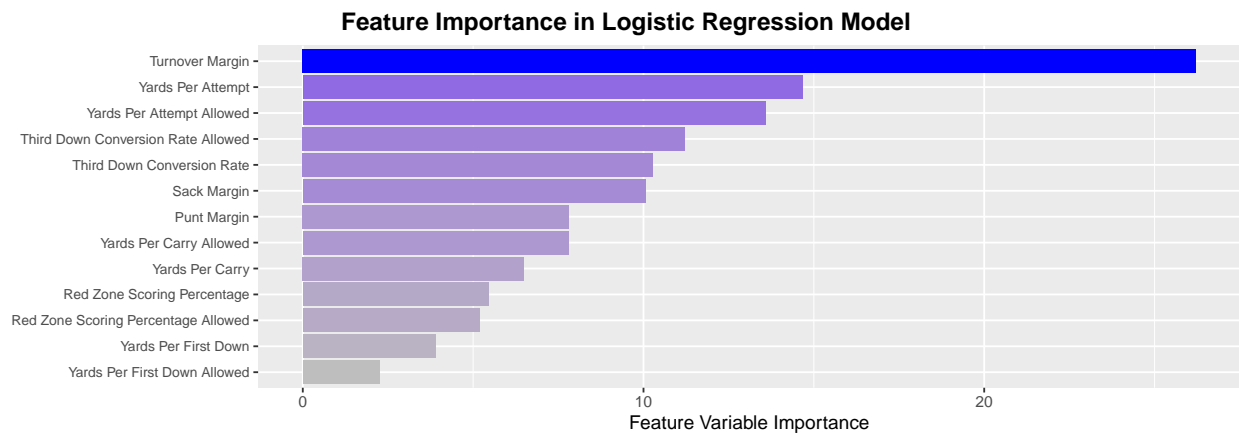 Feature Importance in Logistic Regression Model
Turnover Margin
Yards Per Attempt
Yards Per Attempt Allowed
Third Down Conversion Rate Allowed
Third Down Conversion Rate
Sack Margin
Punt Margin
Yards Per Carry Allowed
Yards Per Carry
Red Zone Scoring Percentage
Red Zone Scoring Percentage Allowed
Yards Per First Down
Yards Per First Down Allowed
0 10 20
Feature Variable Importance